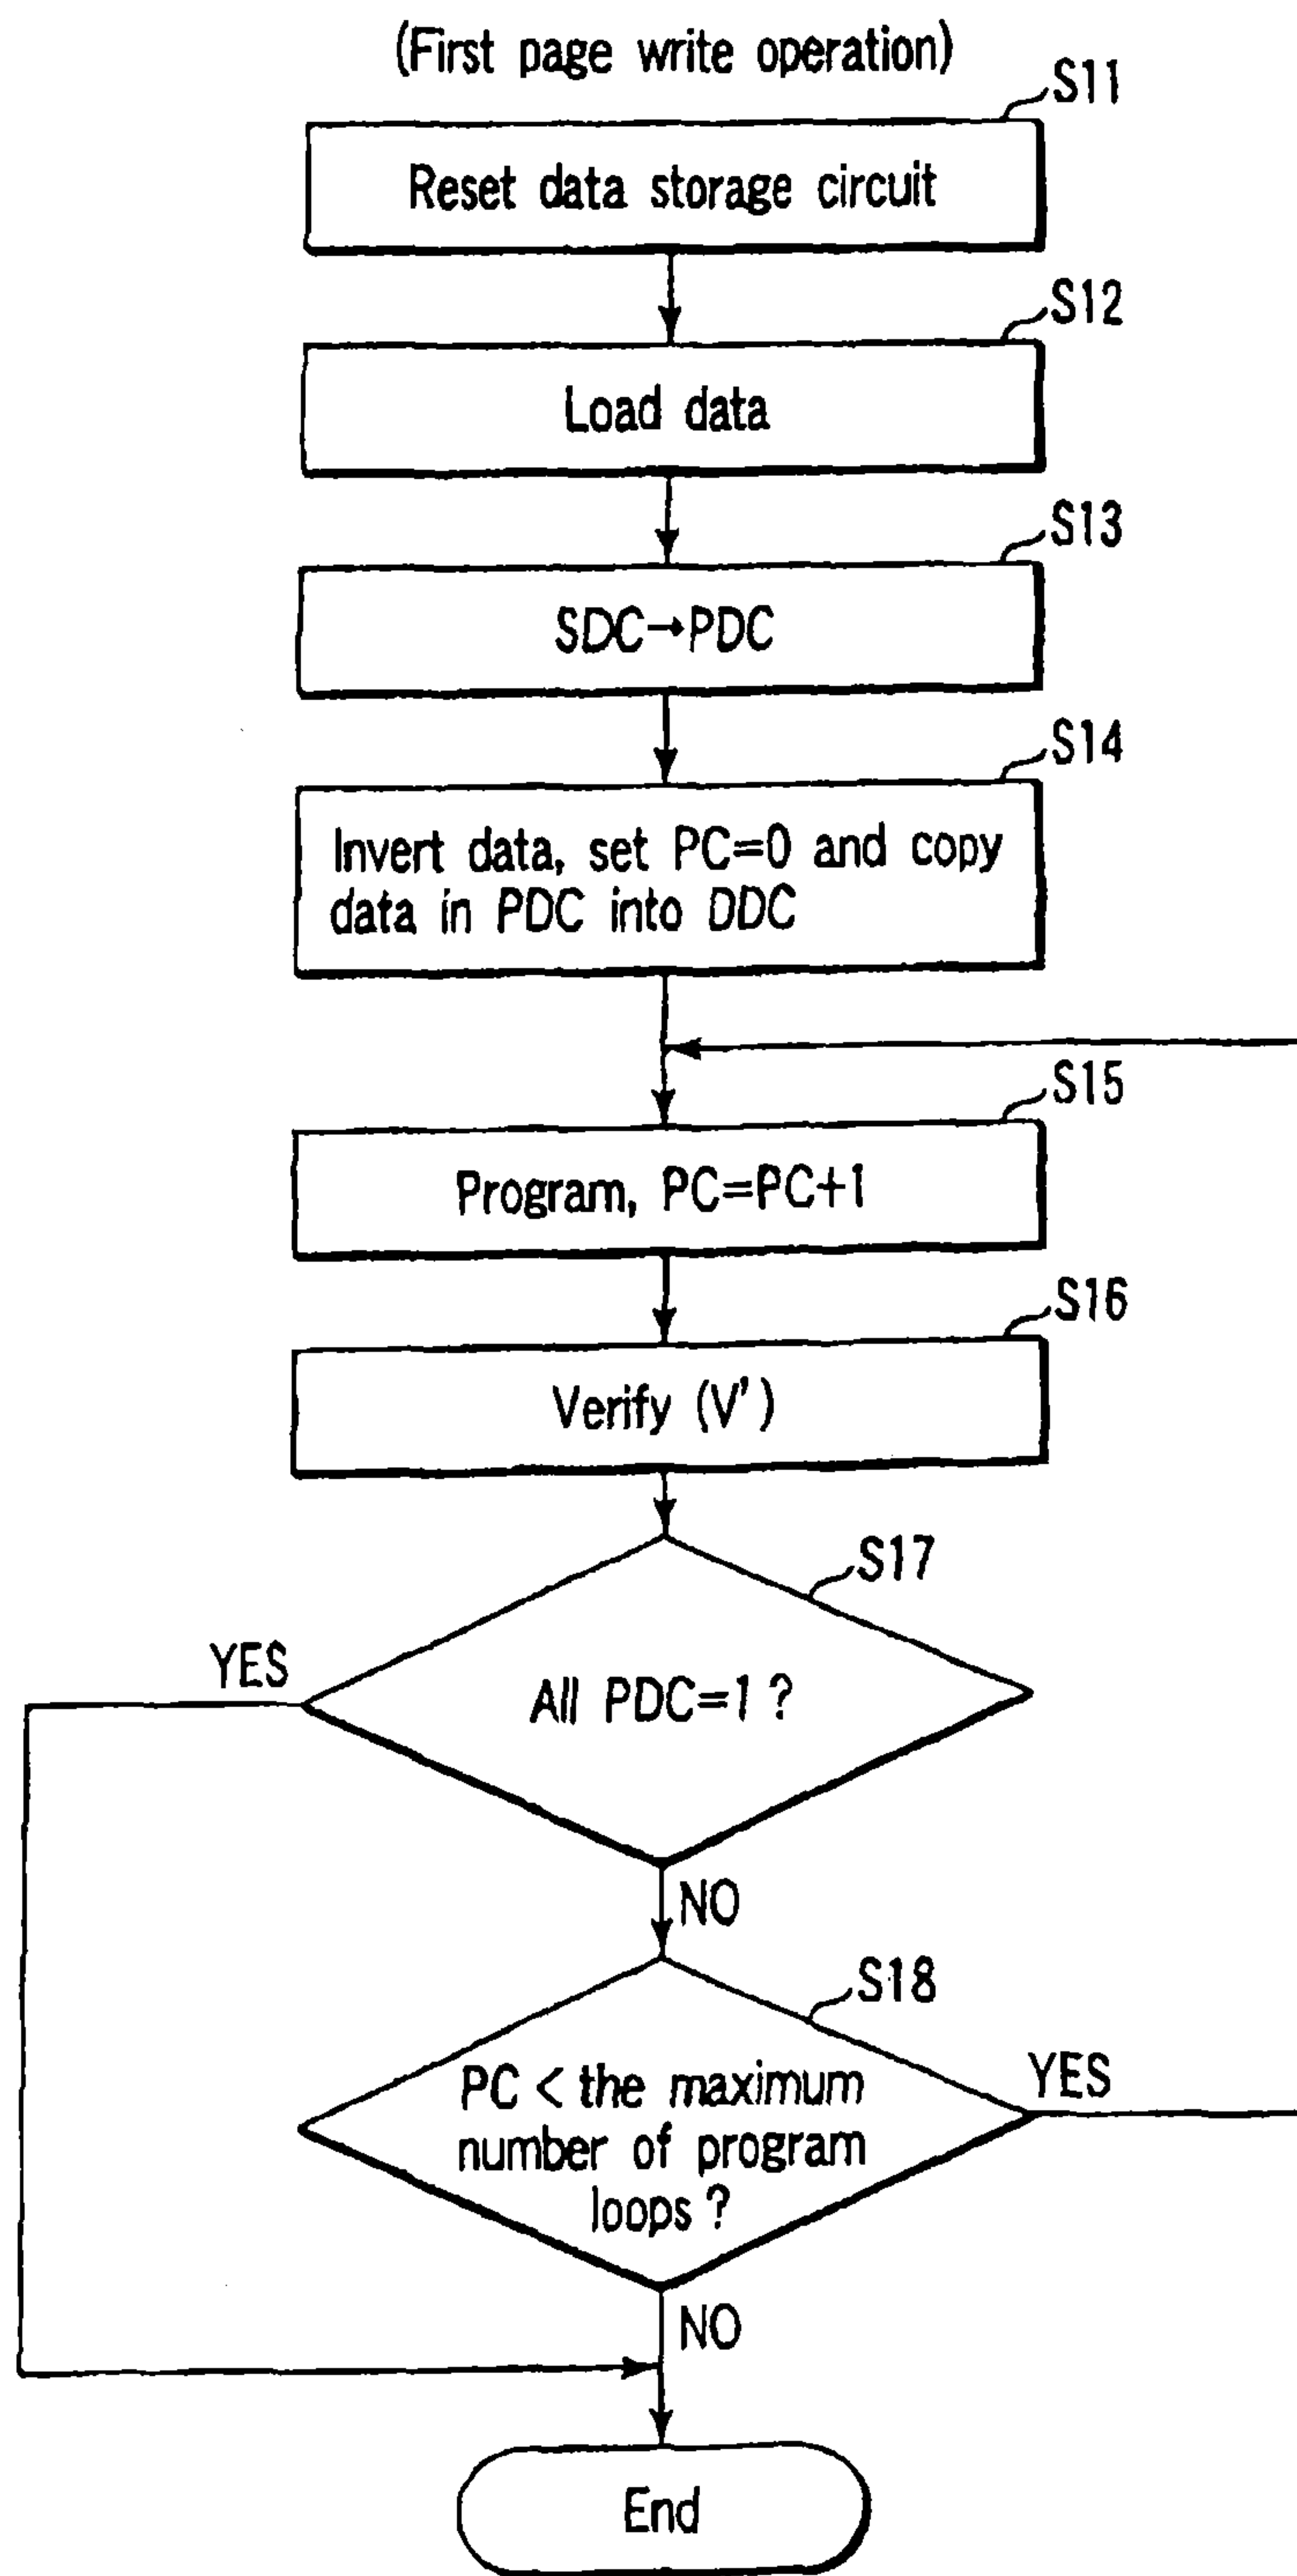 (First page write operation)
S11
Reset data storage circuit
S12
Load data
S13
SDC→PDC
S14
Invert data, set PC=0 and copy
data in PDC into DDC
S15
Program, PC=PC+1
S16
Verify (V')
S17
YES
All PDC=1 ?
NO
S18
PC < the maximum
number of program
loops ?
YES
NO
End